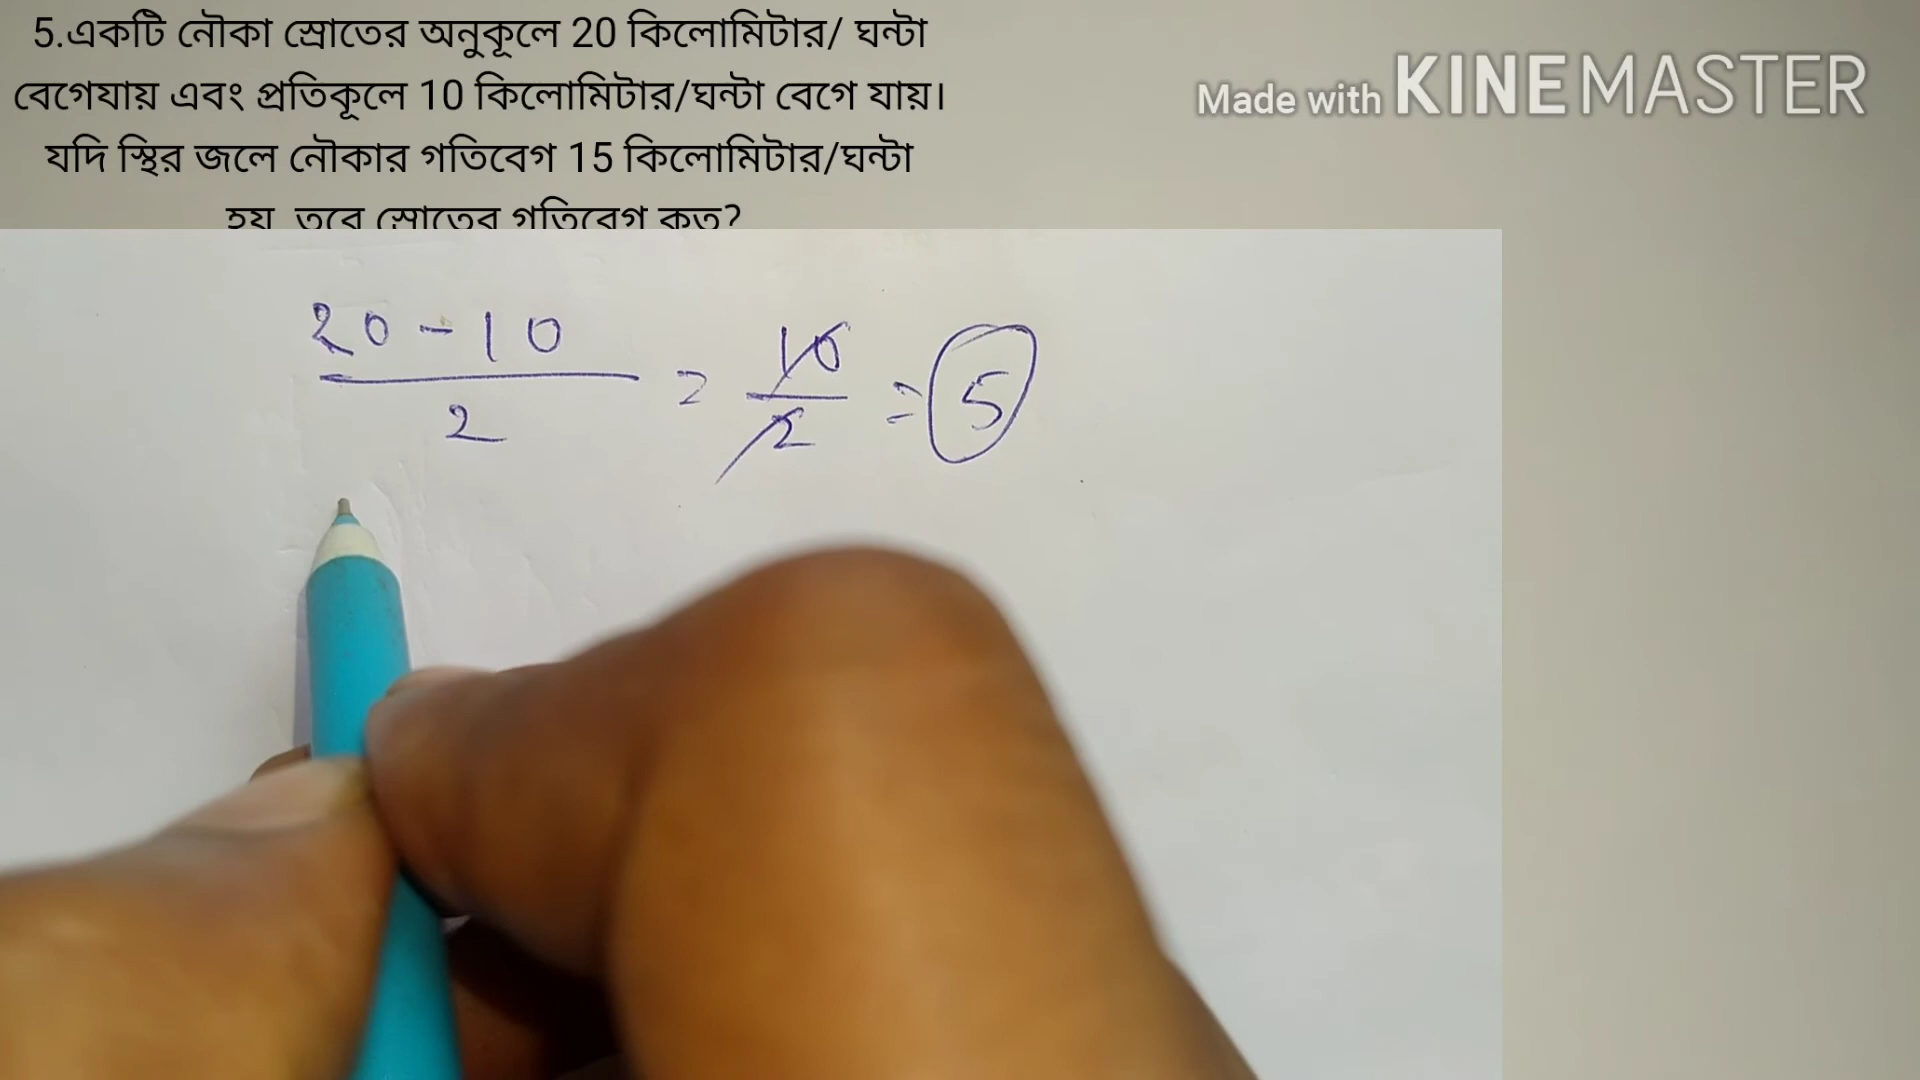 5.একটি নৌকা স্রোতের অনুকূলে 20 কিলোমিটার/ ঘন্টা
বেগেযায় এবং প্রতিকূলে 10 কিলোমিটার/ঘন্টা বেগে যায়।
যদি স্থির জলে নৌকার গতিবেগ 15 কিলোমিটার/ঘন্টা
হয় তবে স্রোতের গতিবেগ কত?
Made with KINEMASTER
20-10 / 2 = 10 / 2 = 5